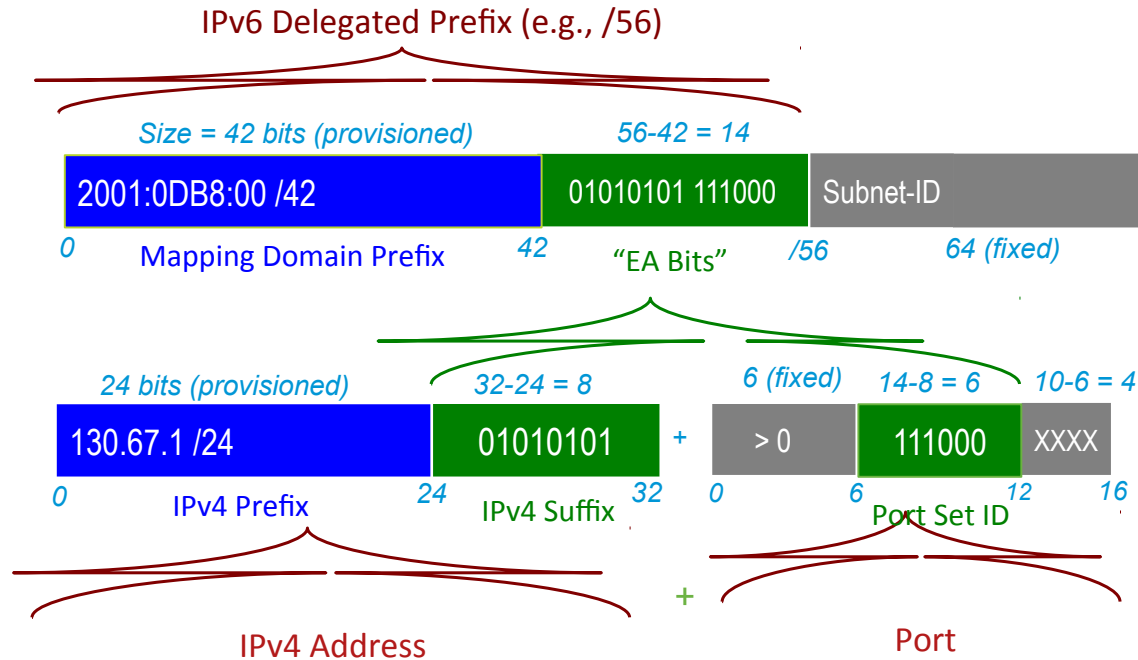 IPv6 Delegated Prefix (e.g., /56)
Size = 42 bits (provisioned)
56-42 = 14
2001:0DB8:00 /42
01010101 111000
Subnet-ID
0
Mapping Domain Prefix
42
“EA Bits”
/56
64 (fixed)
24 bits (provisioned)
32-24 = 8
6 (fixed)
14-8 = 6
10-6 = 4
130.67.1 /24
01010101
+
> 0
111000
XXXX
0
IPv4 Prefix
24
IPv4 Suffix
32
0
6
Port Set ID
12
16
+
IPv4 Address
Port